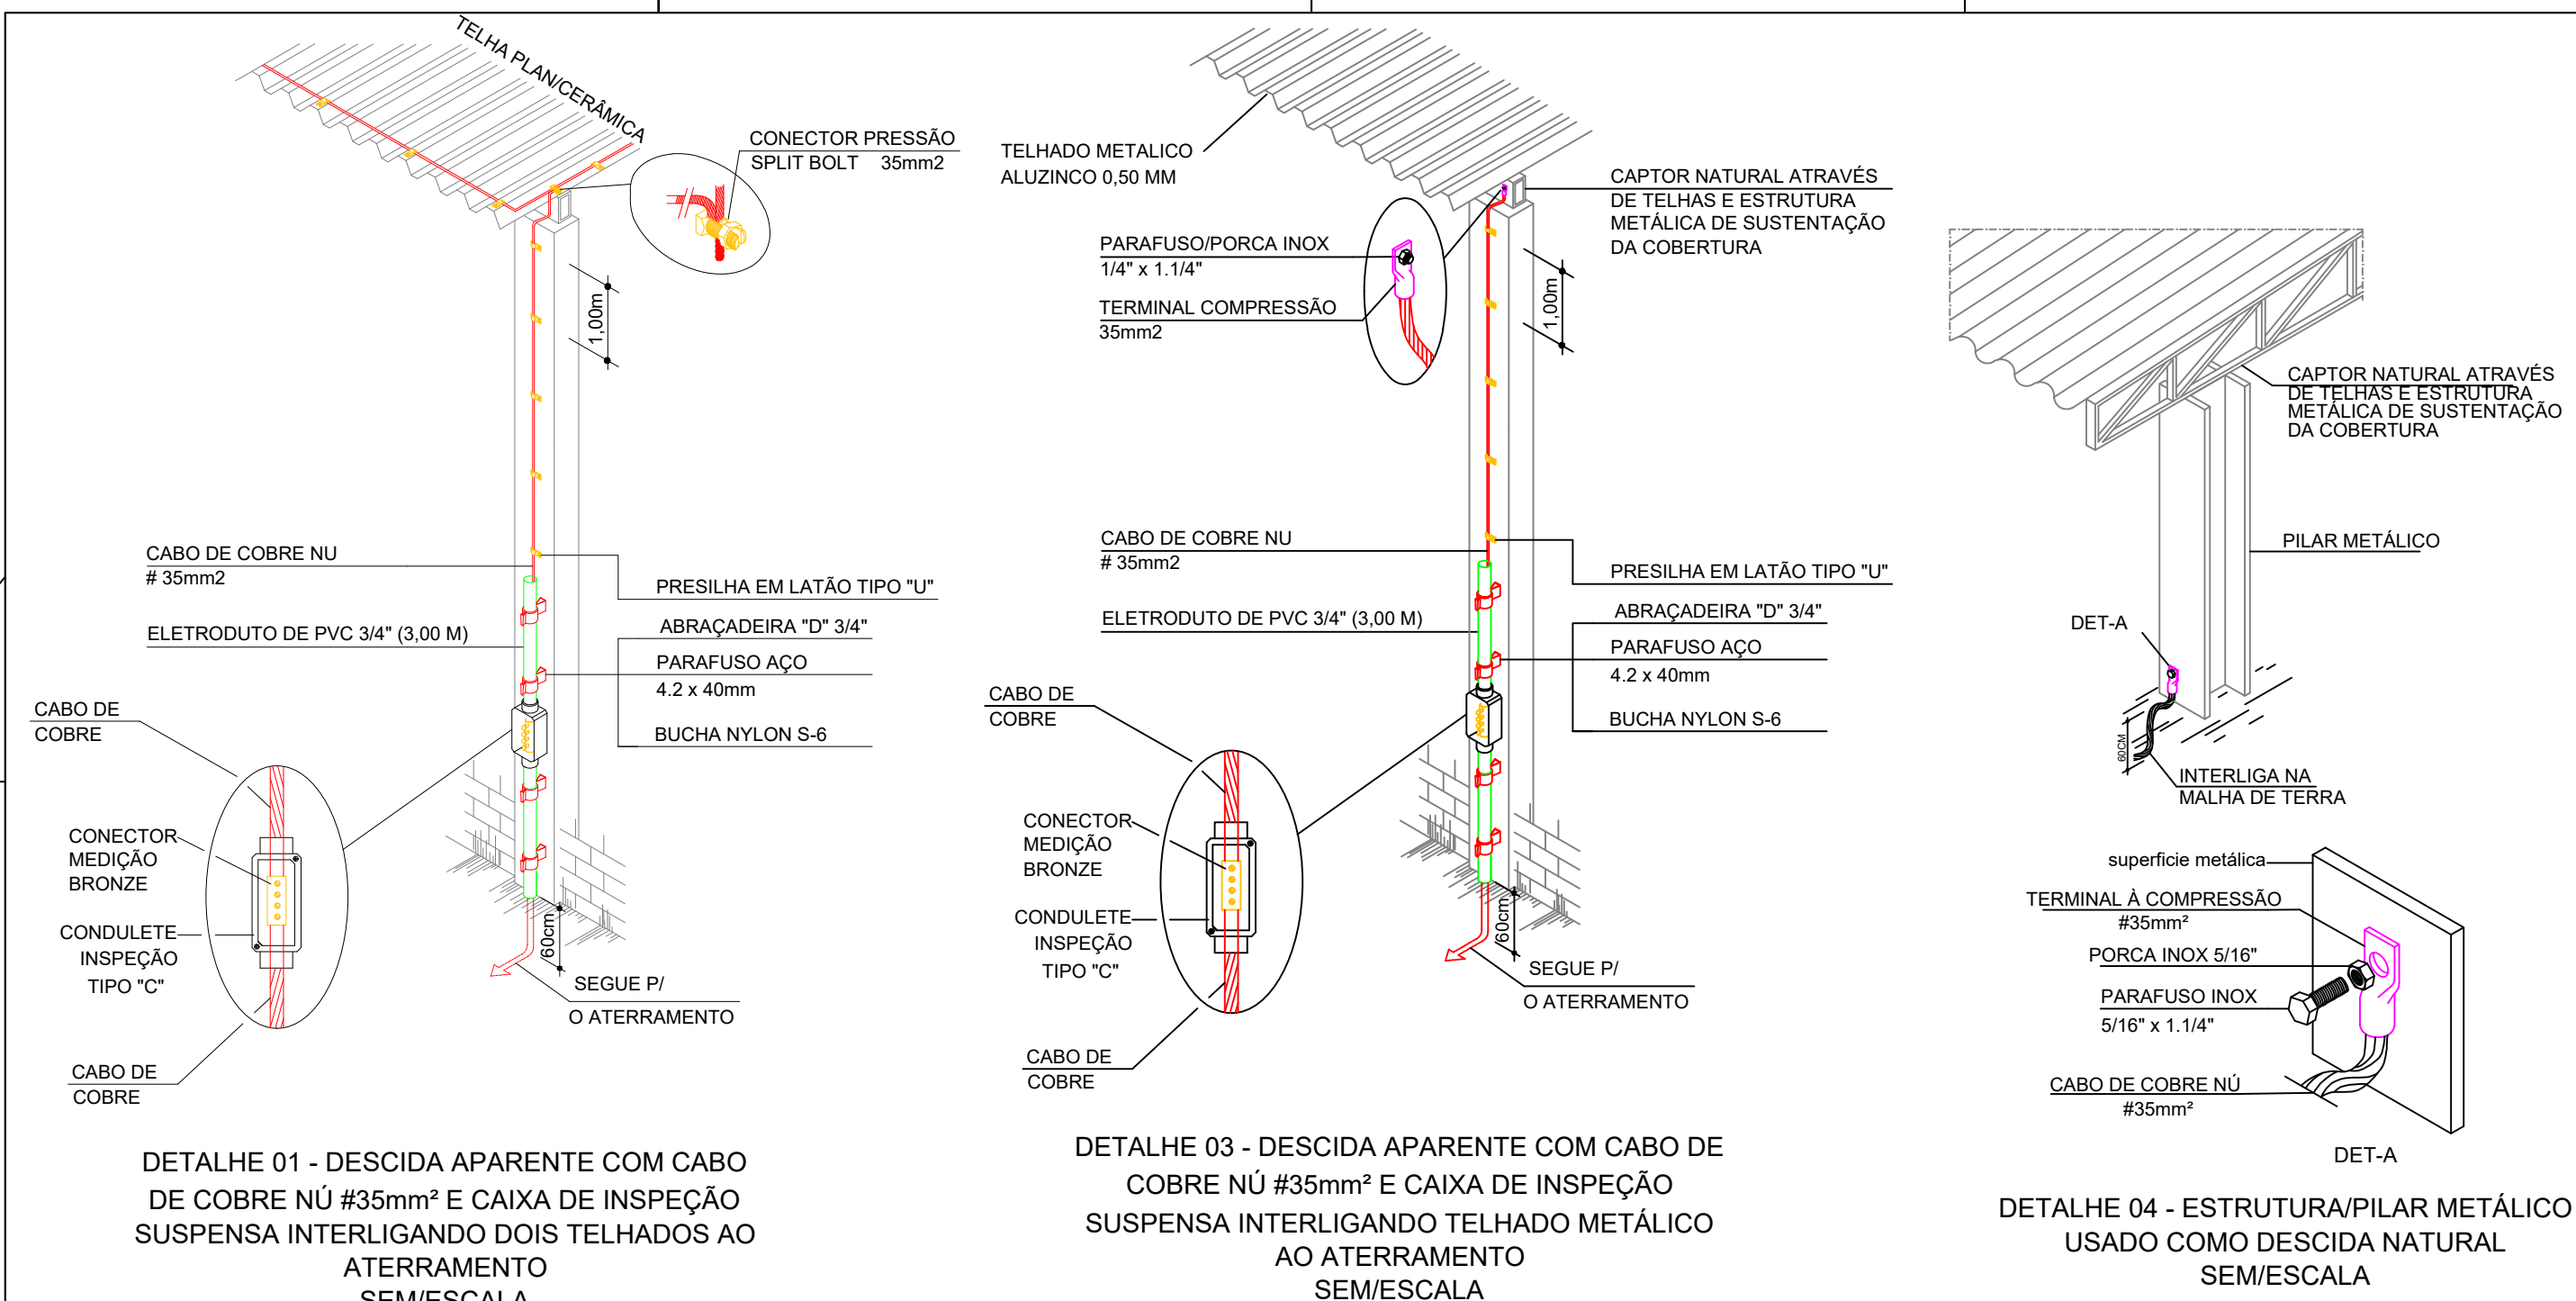 TELHA PLAN/CERÂMICA
CONECTOR PRESSÃO
SPLIT BOLT 35mm2
1,00m
CABO DE COBRE NU
# 35mm2
PRESILHA EM LATÃO TIPO "U"
ELETRODUTO DE PVC 3/4" (3,00 M)
ABRAÇADEIRA "D" 3/4"
PARAFUSO AÇO
4.2 x 40mm
BUCHA NYLON S-6
CABO DE
COBRE
CONECTOR
MEDIÇÃO
BRONZE
CONDULETE
INSPEÇÃO
TIPO "C"
CABO DE
COBRE
60cm
SEGUE P/
O ATERRAMENTO
DETALHE 01 - DESCIDA APARENTE COM CABO
DE COBRE NÚ #35mm² E CAIXA DE INSPEÇÃO
SUSPENSA INTERLIGANDO DOIS TELHADOS AO
ATERRAMENTO
SEM/ESCALA
TELHADO METALICO
ALUZINCO 0,50 MM
CAPTOR NATURAL ATRAVÉS
DE TELHAS E ESTRUTURA
METÁLICA DE SUSTENTAÇÃO
DA COBERTURA
PARAFUSO/PORCA INOX
1/4" x 1.1/4"
TERMINAL COMPRESSÃO
35mm2
1,00m
CABO DE COBRE NU
# 35mm2
PRESILHA EM LATÃO TIPO "U"
ELETRODUTO DE PVC 3/4" (3,00 M)
ABRAÇADEIRA "D" 3/4"
PARAFUSO AÇO
4.2 x 40mm
BUCHA NYLON S-6
CABO DE
COBRE
CONECTOR
MEDIÇÃO
BRONZE
CONDULETE
INSPEÇÃO
TIPO "C"
CABO DE
COBRE
60cm
SEGUE P/
O ATERRAMENTO
DETALHE 03 - DESCIDA APARENTE COM CABO DE
COBRE NÚ #35mm² E CAIXA DE INSPEÇÃO
SUSPENSA INTERLIGANDO TELHADO METÁLICO
AO ATERRAMENTO
SEM/ESCALA
CAPTOR NATURAL ATRAVÉS
DE TELHAS E ESTRUTURA
METÁLICA DE SUSTENTAÇÃO
DA COBERTURA
PILAR METÁLICO
DET-A
60CM
INTERLIGA NA
MALHA DE TERRA
superficie metálica
TERMINAL À COMPRESSÃO
#35mm²
PORCA INOX 5/16"
PARAFUSO INOX
5/16" x 1.1/4"
CABO DE COBRE NÚ
#35mm²
DET-A
DETALHE 04 - ESTRUTURA/PILAR METÁLICO
USADO COMO DESCIDA NATURAL
SEM/ESCALA